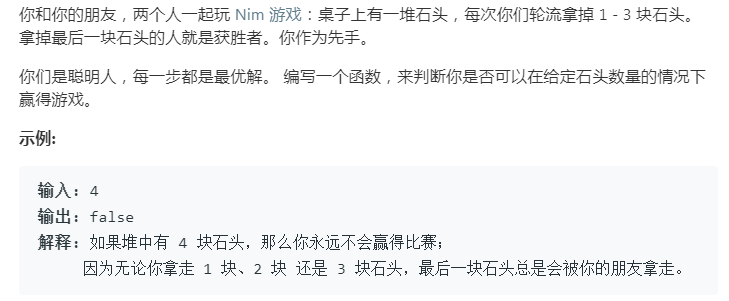 你和你的朋友，两个人一起玩 Nim 游戏：桌子上有一堆石头，每次你们轮流拿掉 1 - 3 块石头。
拿掉最后一块石头的人就是获胜者。你作为先手。
你们是聪明人，每一步都是最优解。 编写一个函数，来判断你是否可以在给定石头数量的情况下
赢得游戏。
示例:
输入: 4
输出: false
解释: 如果堆中有 4 块石头，那么你永远不会赢得比赛；
因为无论你拿走 1 块、2 块 还是 3 块石头，最后一块石头总是会被你的朋友拿走。